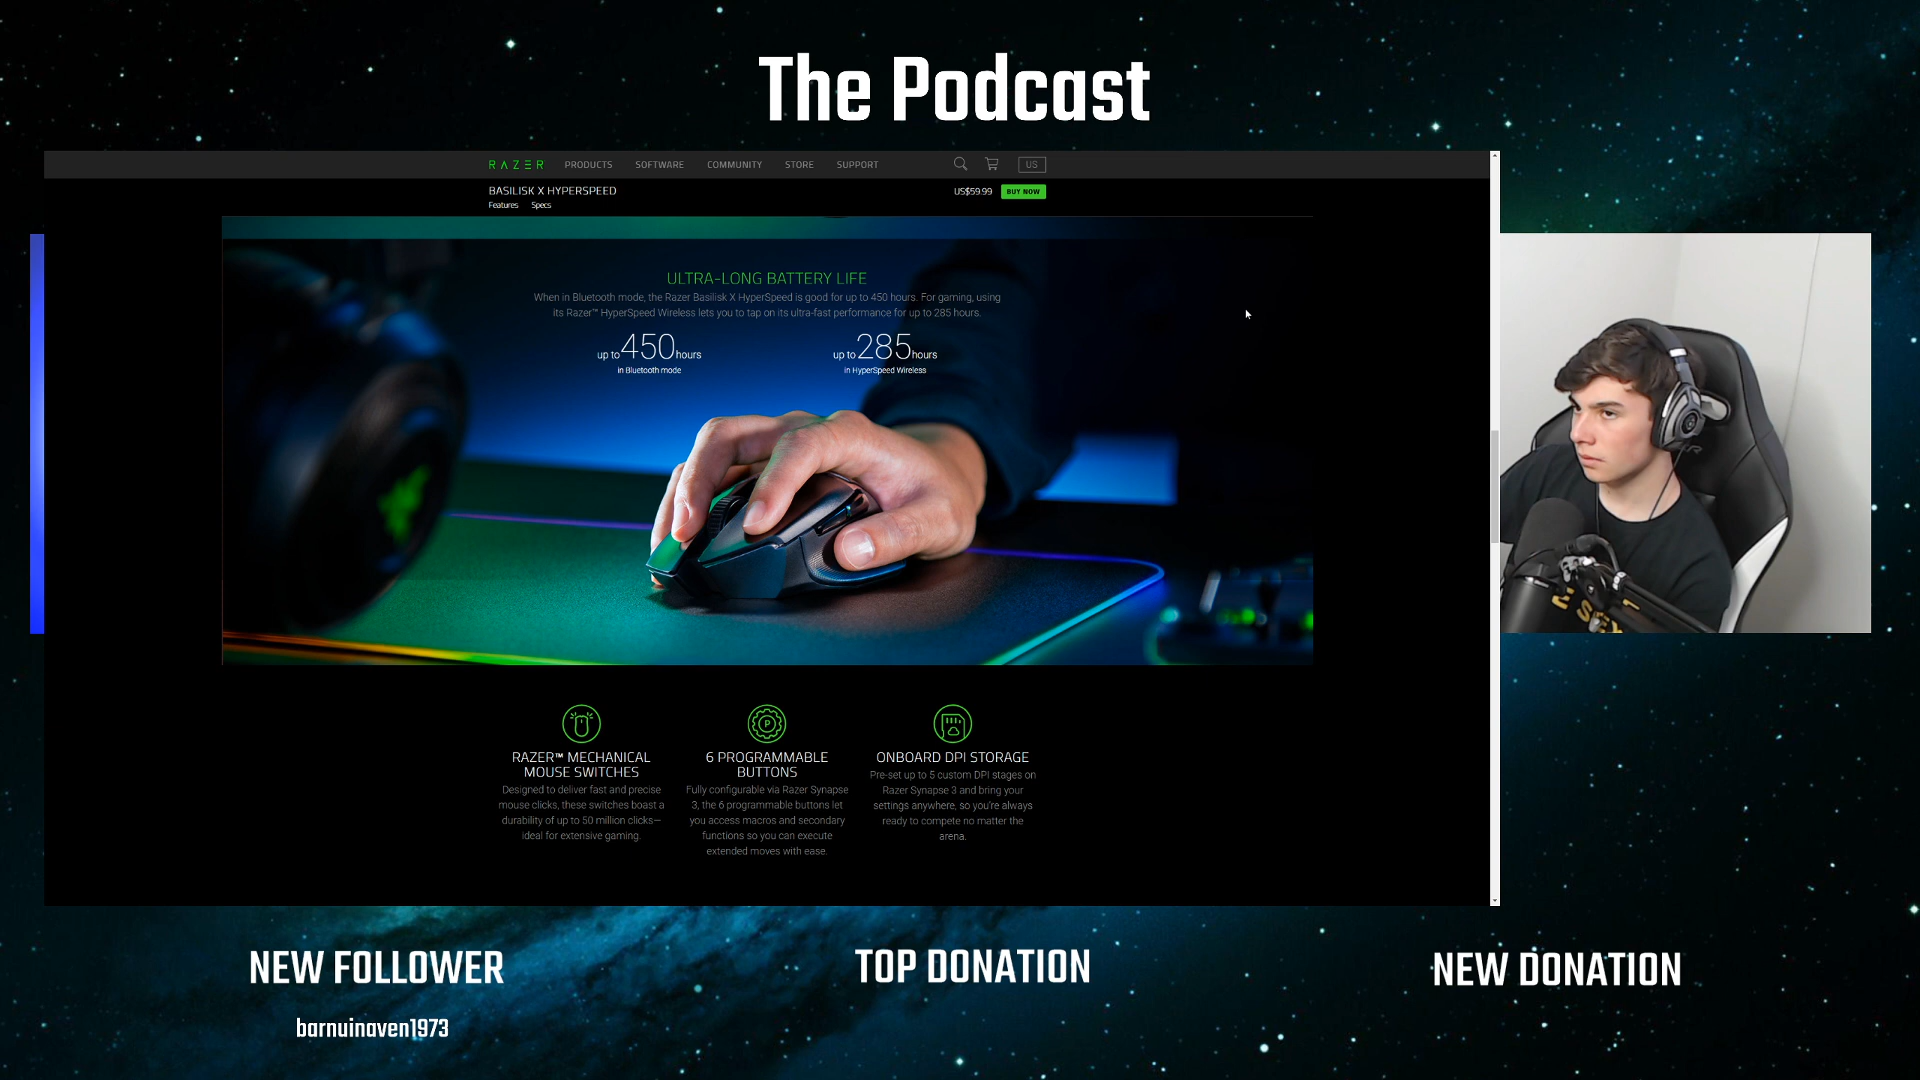 The Podcast
RAZER PRODUCTS SOFTWARE COMMUNITY STORE SUPPORT US
BASILISK X HYPERSPEED US$59.99 BUY NOW
Features Specs
ULTRA-LONG BATTERY LIFE
When in Bluetooth mode, the Razer Basilisk X HyperSpeed is good for up to 450 hours. For gaming, using
its Razer™ HyperSpeed Wireless lets you to tap on its ultra-fast performance for up to 285 hours.
up to 450 hours
in Bluetooth mode
up to 285 hours
in HyperSpeed Wireless
RAZER™ MECHANICAL
MOUSE SWITCHES
Designed to deliver fast and precise
mouse clicks, these switches boast a
durability of up to 50 million clicks—
ideal for extensive gaming.
6 PROGRAMMABLE
BUTTONS
Fully configurable via Razer Synapse
3, the 6 programmable buttons let
you access macros and secondary
functions so you can execute
extended moves with ease.
ONBOARD DPI STORAGE
Pre-set up to 5 custom DPI stages on
Razer Synapse 3 and bring your
settings anywhere, so you're always
ready to compete no matter the
arena.
NEW FOLLOWER
barnuinaven1973
TOP DONATION
NEW DONATION